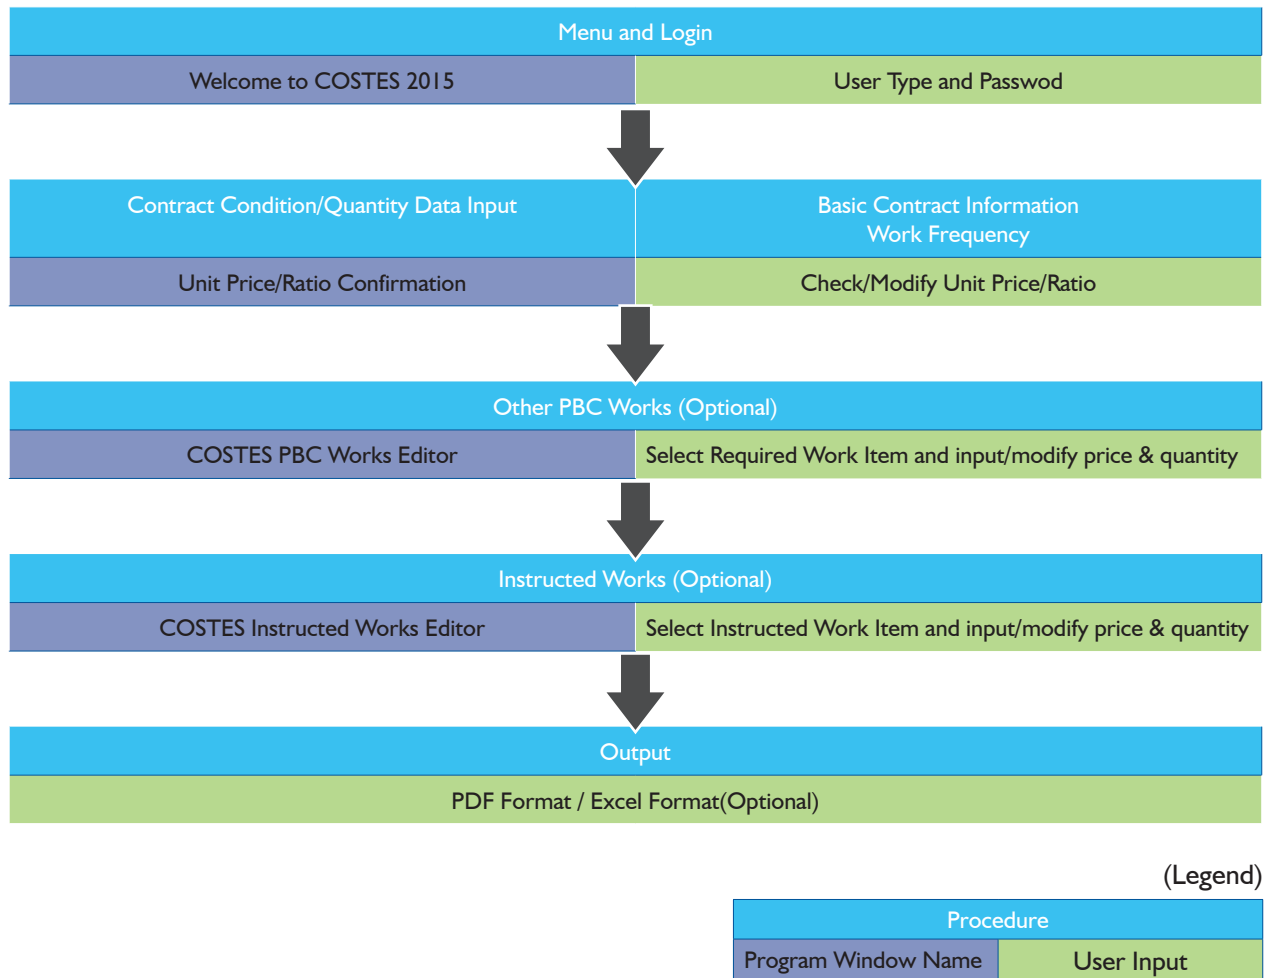 Menu and Login
Welcome to COSTES 2015
User Type and Passwod
Contract Condition/Quantity Data Input
Basic Contract Information
Work Frequency
Unit Price/Ratio Confirmation
Check/Modify Unit Price/Ratio
Other PBC Works (Optional)
COSTES PBC Works Editor
Select Required Work Item and input/modify price & quantity
Instructed Works (Optional)
COSTES Instructed Works Editor
Select Instructed Work Item and input/modify price & quantity
Output
PDF Format / Excel Format(Optional)
(Legend)
Procedure
Program Window Name
User Input